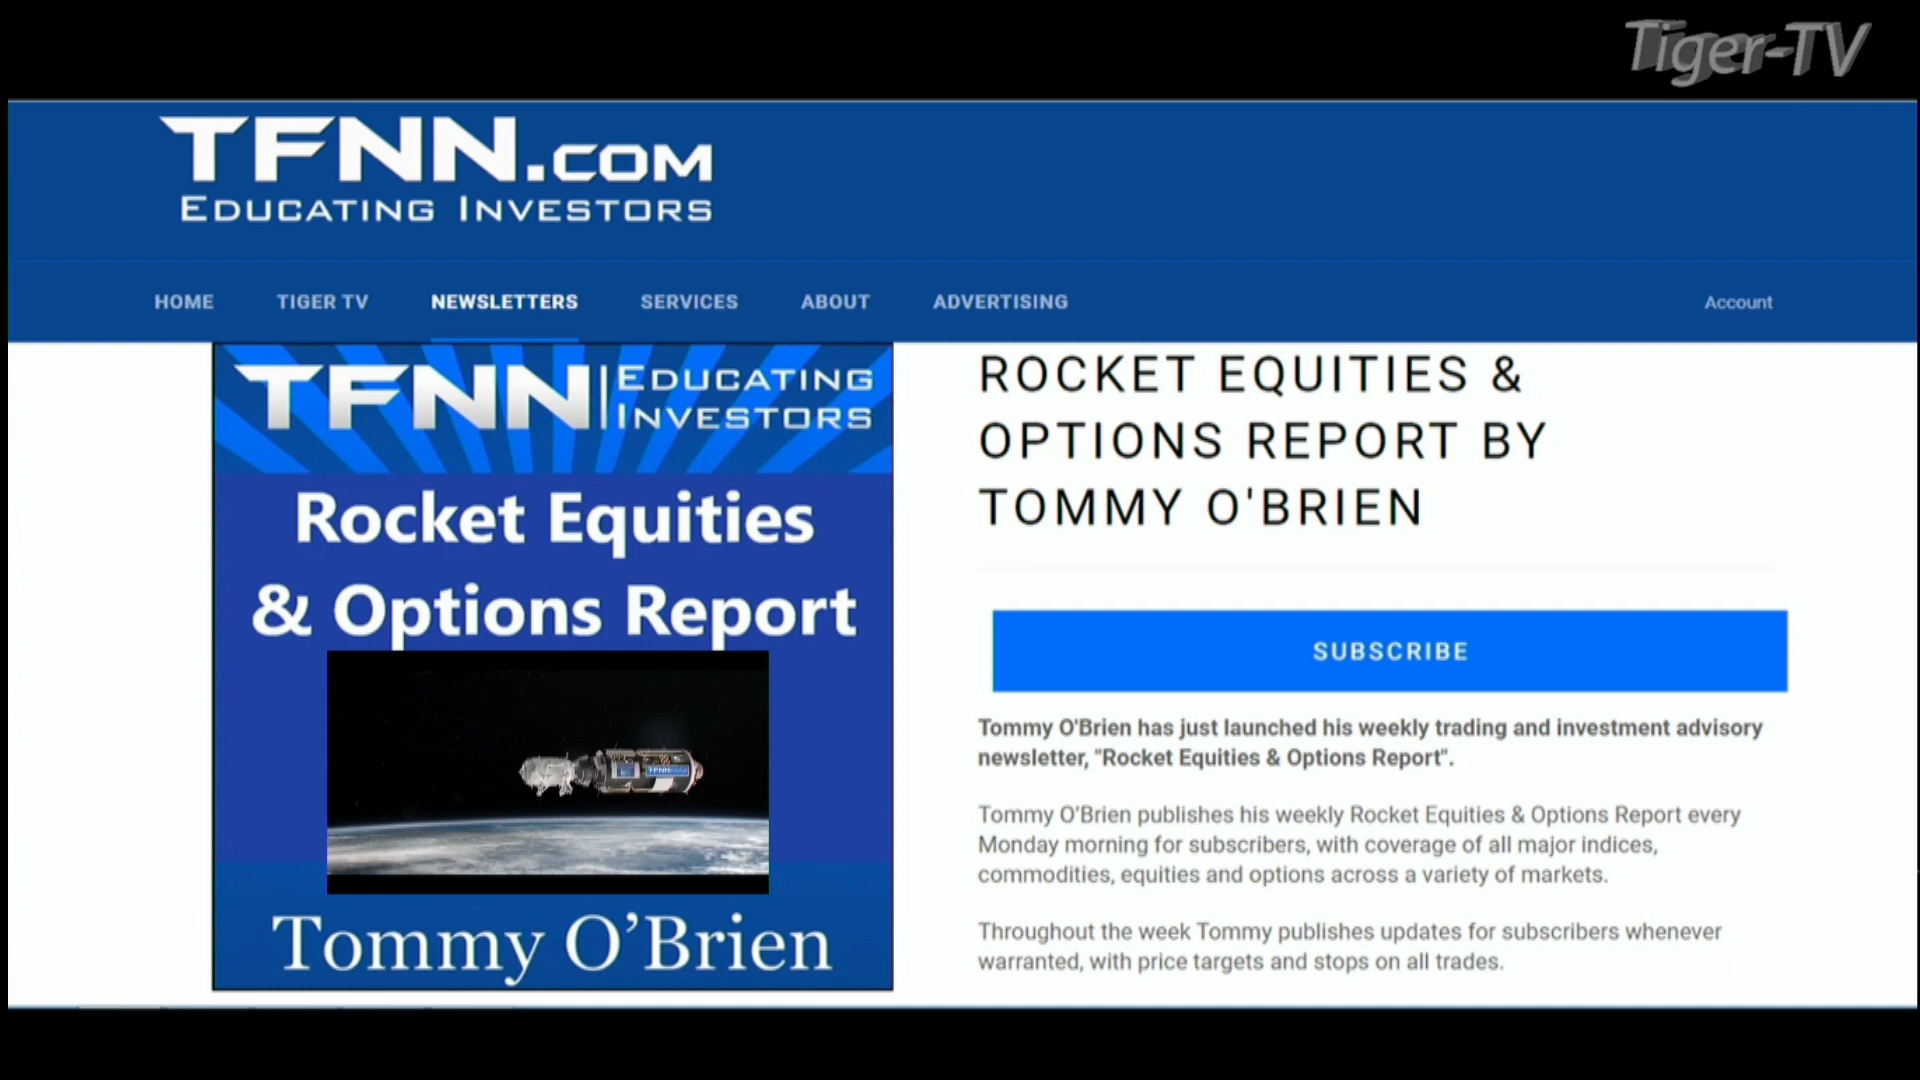 Tiger-TV
TFNN.COM
EDUCATING INVESTORS
HOME TIGER TV NEWSLETTERS SERVICES ABOUT ADVERTISING Account
TFNN EDUCATING
INVESTORS
Rocket Equities
& Options Report
TFNN
Tommy O'Brien
ROCKET EQUITIES &
OPTIONS REPORT BY
TOMMY O'BRIEN
SUBSCRIBE
Tommy O'Brien has just launched his weekly trading and investment advisory
newsletter, "Rocket Equities & Options Report".
Tommy O'Brien publishes his weekly Rocket Equities & Options Report every
Monday morning for subscribers, with coverage of all major indices,
commodities, equities and options across a variety of markets.
Throughout the week Tommy publishes updates for subscribers whenever
warranted, with price targets and stops on all trades.